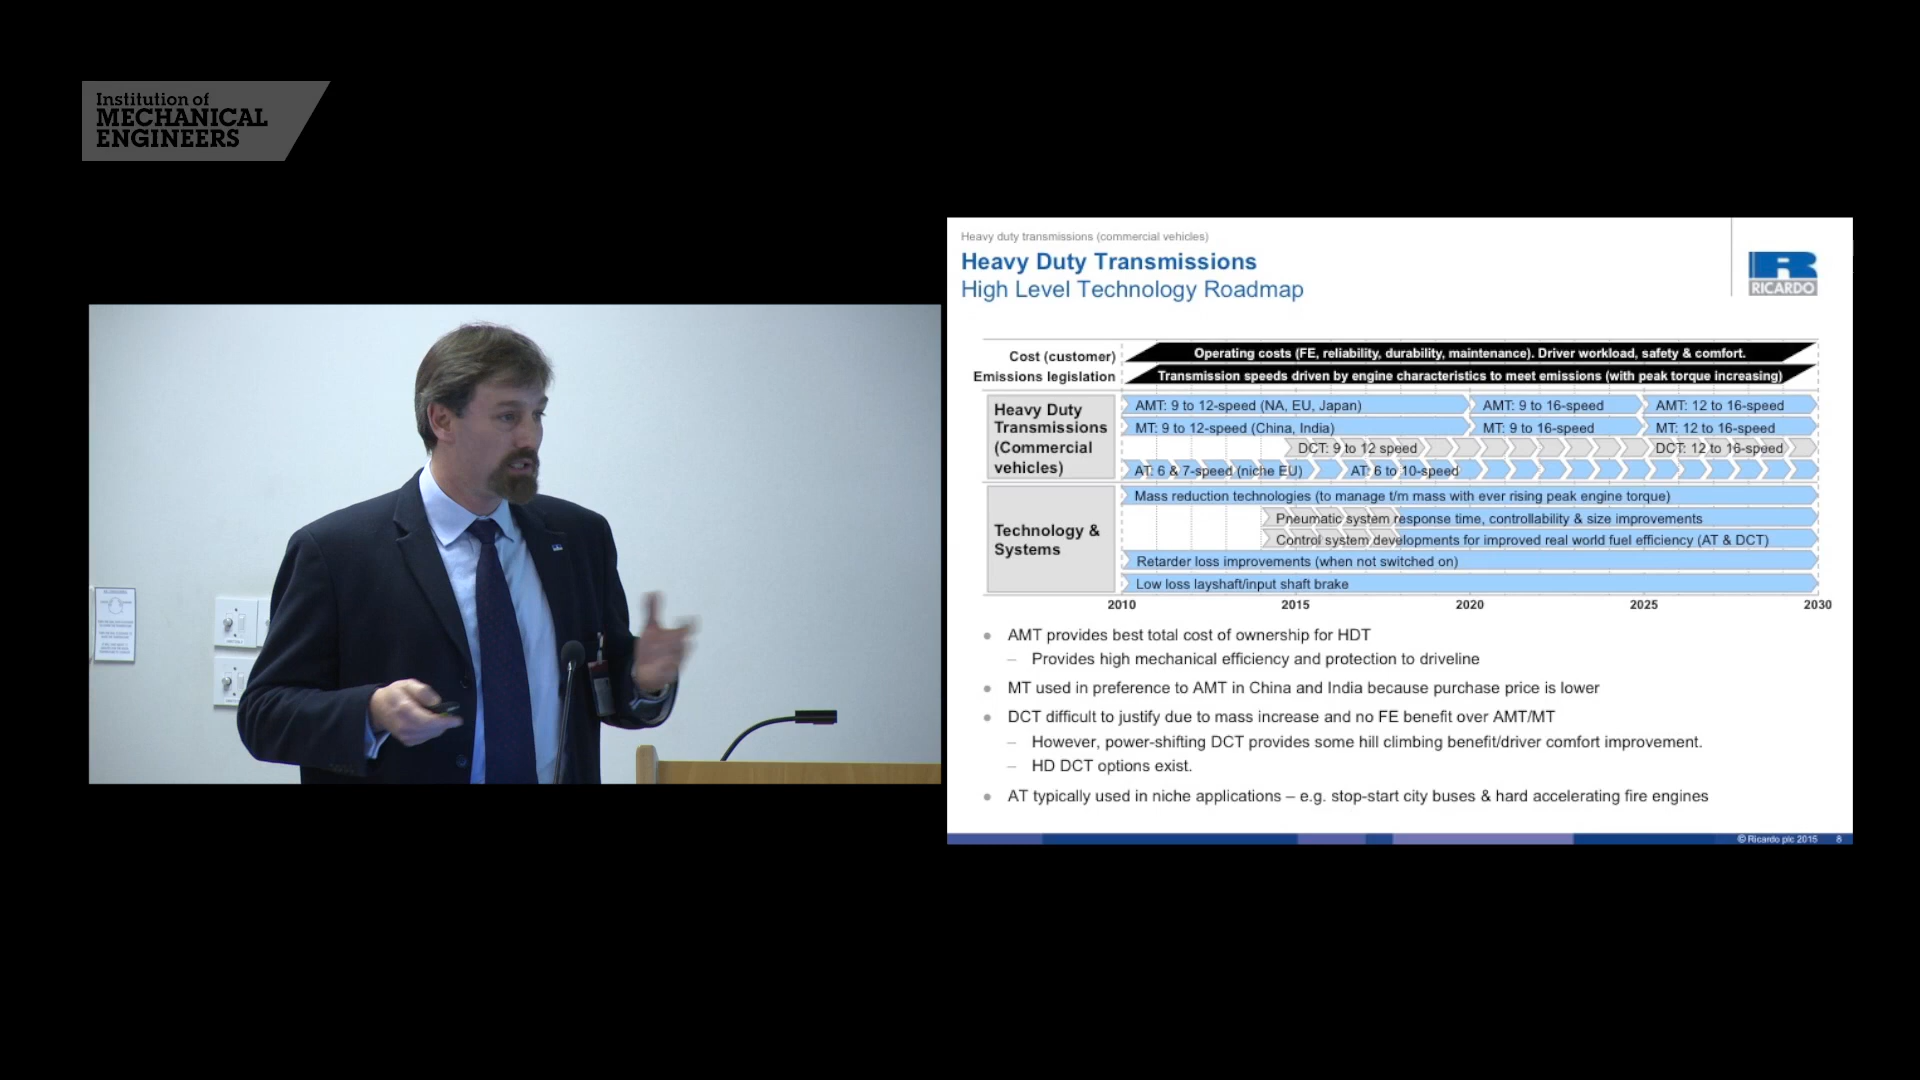 Institution of
MECHANICAL
ENGINEERS
Heavy duty transmissions (commercial vehicles)
Heavy Duty Transmissions
High Level Technology Roadmap
RICARDO
Cost (customer)
Operating costs (FE, reliability, durability, maintenance). Driver workload, safety & comfort.
Emissions legislation
Transmission speeds driven by engine characteristics to meet emissions (with peak torque increasing)
Heavy Duty
Transmissions
(Commercial
vehicles)
AMT: 9 to 12-speed (NA, EU, Japan)
AMT: 9 to 16-speed
AMT: 12 to 16-speed
MT: 9 to 12-speed (China, India)
MT: 9 to 16-speed
MT: 12 to 16-speed
DCT: 9 to 12 speed
DCT: 12 to 16-speed
AT: 6 & 7-speed (niche EU)
AT: 6 to 10-speed
Technology &
Systems
Mass reduction technologies (to manage t/m mass with ever rising peak engine torque)
Pneumatic system response time, controllability & size improvements
Control system developments for improved real world fuel efficiency (AT & DCT)
Retarder loss improvements (when not switched on)
Low loss layshaft/input shaft brake
2010 2015 2020 2025 2030
● AMT provides best total cost of ownership for HDT
– Provides high mechanical efficiency and protection to driveline
● MT used in preference to AMT in China and India because purchase price is lower
● DCT difficult to justify due to mass increase and no FE benefit over AMT/MT
– However, power-shifting DCT provides some hill climbing benefit/driver comfort improvement.
– HD DCT options exist.
● AT typically used in niche applications – e.g. stop-start city buses & hard accelerating fire engines
© Ricardo plc 2015 8